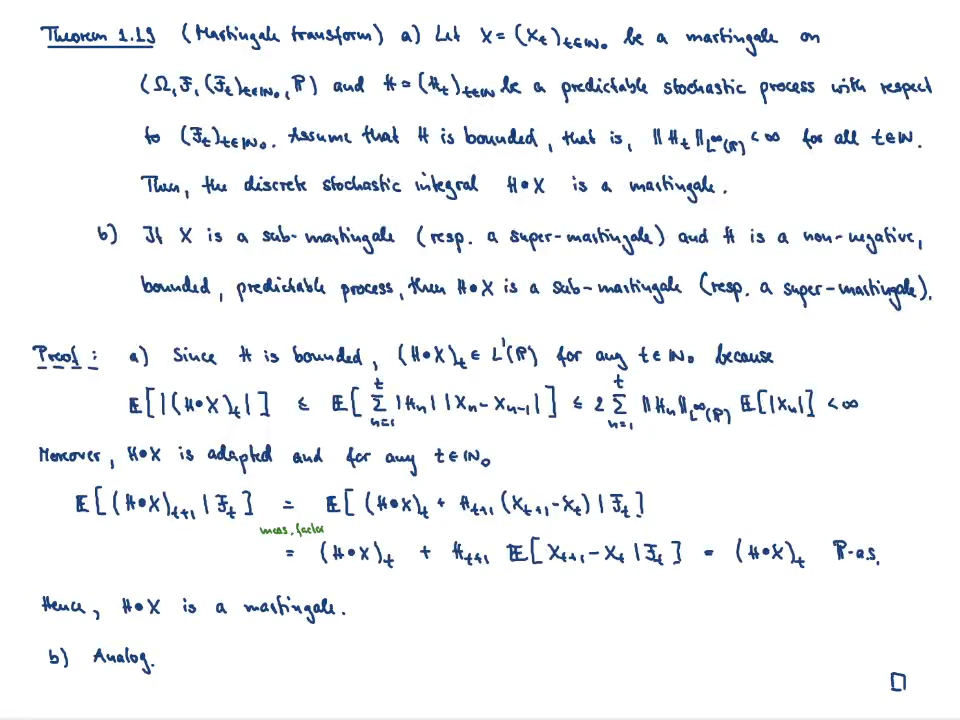 Theorem 1.19 (Martingale transform) a) Let X = (X_t)_{t∈ℕ₀} be a martingale on
(Ω, 𝓕, (𝓕_t)_{t∈ℕ₀}, ℙ) and H = (H_t)_{t∈ℕ} be a predictable stochastic process with respect
to (𝓕_t)_{t∈ℕ₀}. Assume that H is bounded, that is, ‖H_t‖_{L^∞(ℙ)} < ∞ for all t∈ℕ.
Then, the discrete stochastic integral H•X is a martingale.
b) If X is a sub-martingale (resp. a super-martingale) and H is a non-negative,
bounded, predictable process, then H•X is a sub-martingale (resp. a super-martingale).
Proof: a) Since H is bounded, (H•X)_t ∈ L¹(ℙ) for any t∈ℕ₀ because
𝔼[|(H•X)_t|] ≤ 𝔼[∑_{n=1}^{t} |H_n| |X_n - X_{n-1}|] ≤ 2 ∑_{n=1}^{t} ‖H_n‖_{L^∞(ℙ)} 𝔼[|X_n|] < ∞
Moreover, H•X is adapted and for any t∈ℕ₀
𝔼[(H•X)_{t+1} | 𝓕_t] = 𝔼[(H•X)_t + H_{t+1}(X_{t+1} - X_t) | 𝓕_t]
meas. factor
= (H•X)_t + H_{t+1} 𝔼[X_{t+1} - X_t | 𝓕_t] = (H•X)_t ℙ-a.s.
Hence, H•X is a martingale.
b) Analog.
□